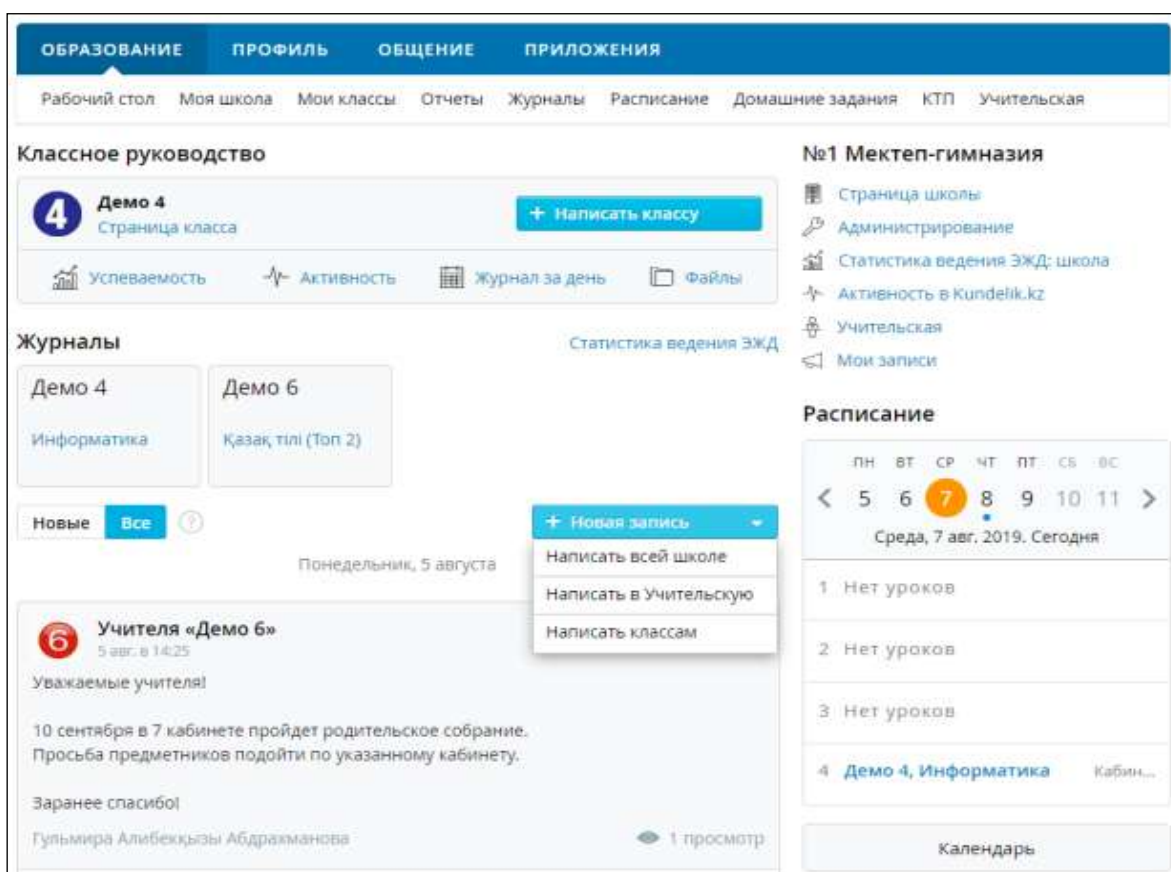 ОБРАЗОВАНИЕ ПРОФИЛЬ ОБЩЕНИЕ ПРИЛОЖЕНИЯ
Рабочий стол Моя школа Мои классы Отчеты Журналы Расписание Домашние задания КТП Учительская
Классное руководство
4
Демо 4
Страница класса
+ Написать классу
Успеваемость Активность Журнал за день Файлы
Журналы
Статистика ведения ЭЖД
Демо 4
Информатика
Демо 6
Қазақ тілі (Топ 2)
Новые Все ?
+ Новая запись
Написать всей школе
Написать в Учительскую
Написать классам
Понедельник, 5 августа
6
Учителя «Демо 6»
5 авг. в 14:25
Уважаемые учителя!
10 сентября в 7 кабинете пройдет родительское собрание.
Просьба предметников подойти по указанному кабинету.
Заранее спасибо!
Гульмира Алибекқызы Абдрахманова
1 просмотр
№1 Мектеп-гимназия
Страница школы
Администрирование
Статистика ведения ЭЖД: школа
Активность в Kundelik.kz
Учительская
Мои записи
Расписание
ПН ВТ СР ЧТ ПТ СБ ВС
5 6 7 8 9 10 11
Среда, 7 авг. 2019. Сегодня
1 Нет уроков
2 Нет уроков
3 Нет уроков
4 Демо 4, Информатика Кабин...
Календарь